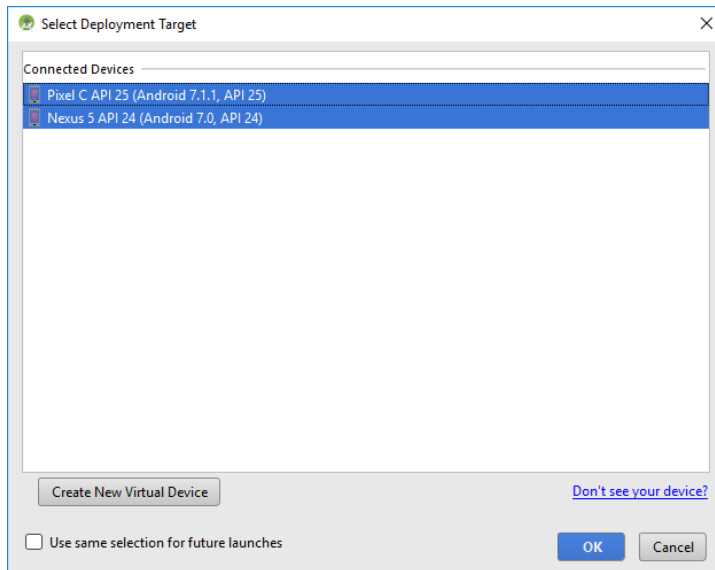 Select Deployment Target
Connected Devices
Pixel C API 25 (Android 7.1.1, API 25)
Nexus 5 API 24 (Android 7.0, API 24)
Create New Virtual Device
Don't see your device?
Use same selection for future launches
OK
Cancel